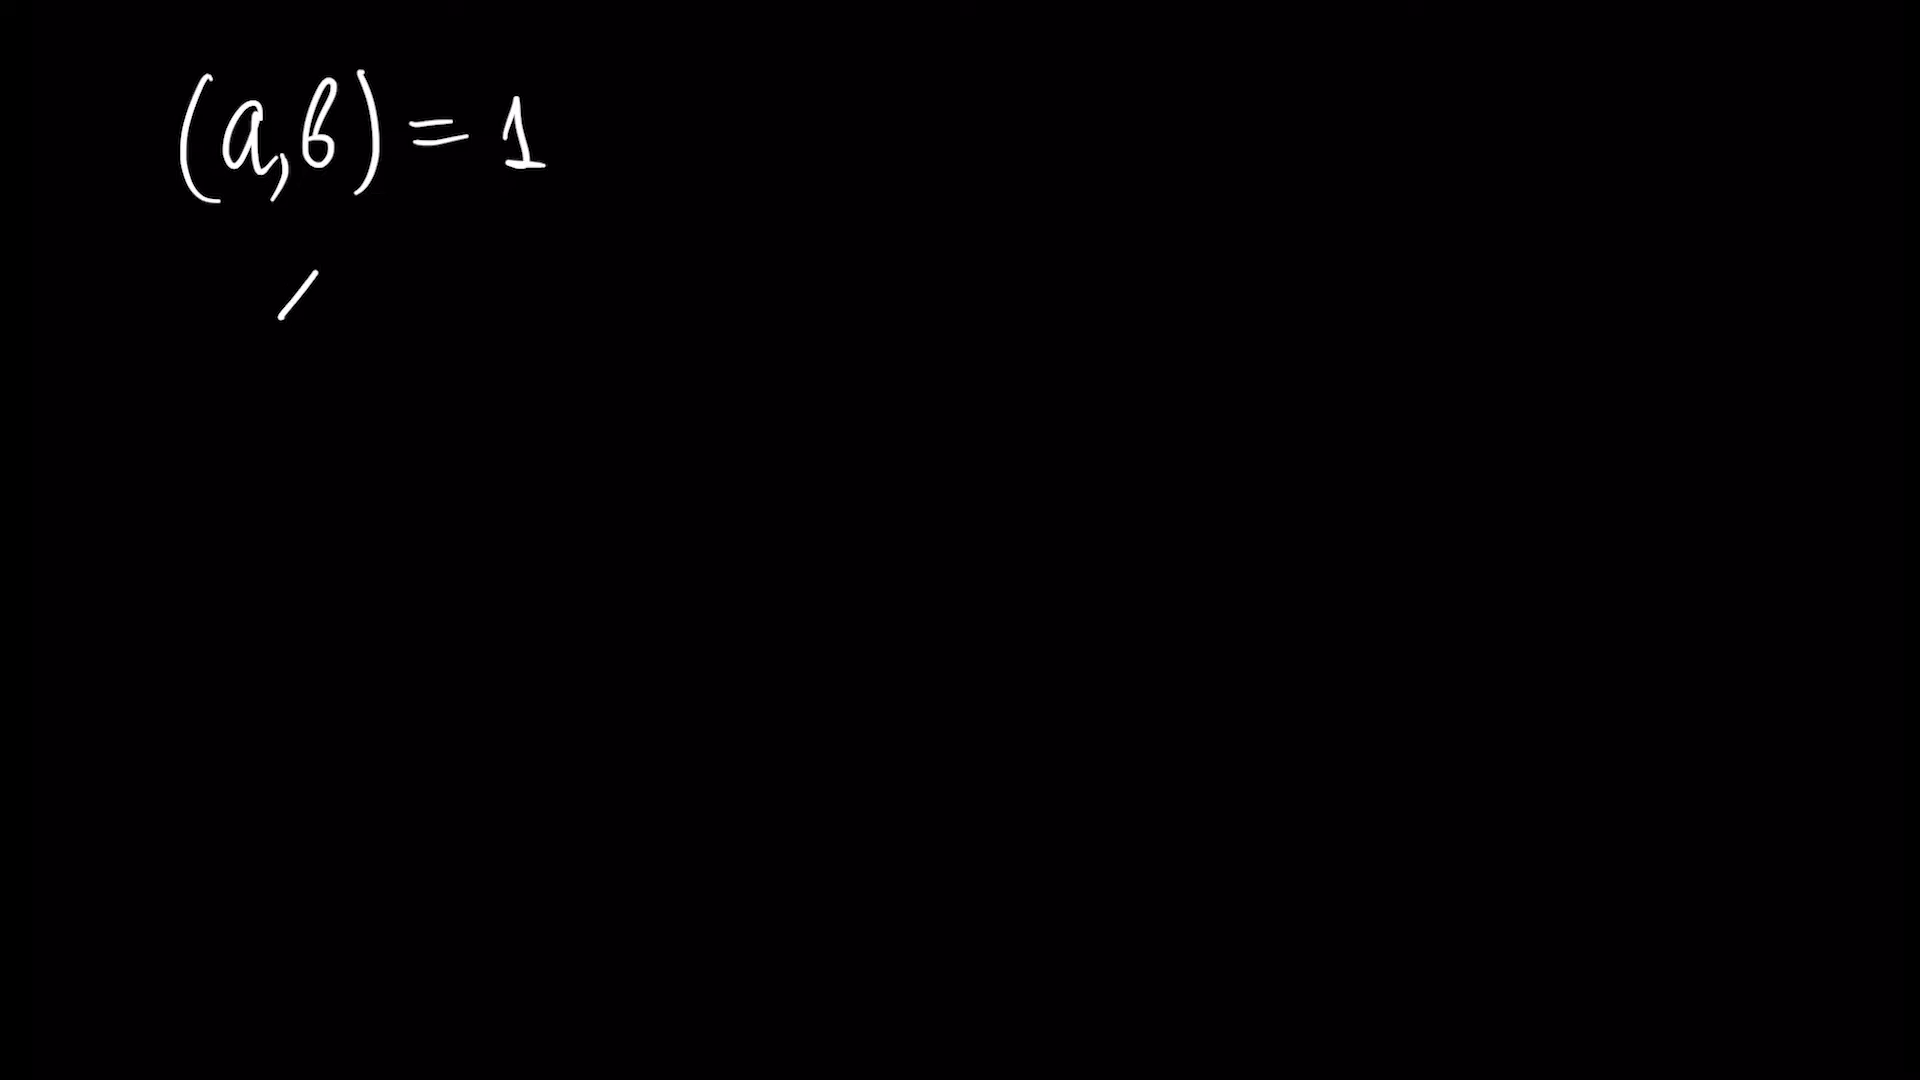 (a,b) = 1